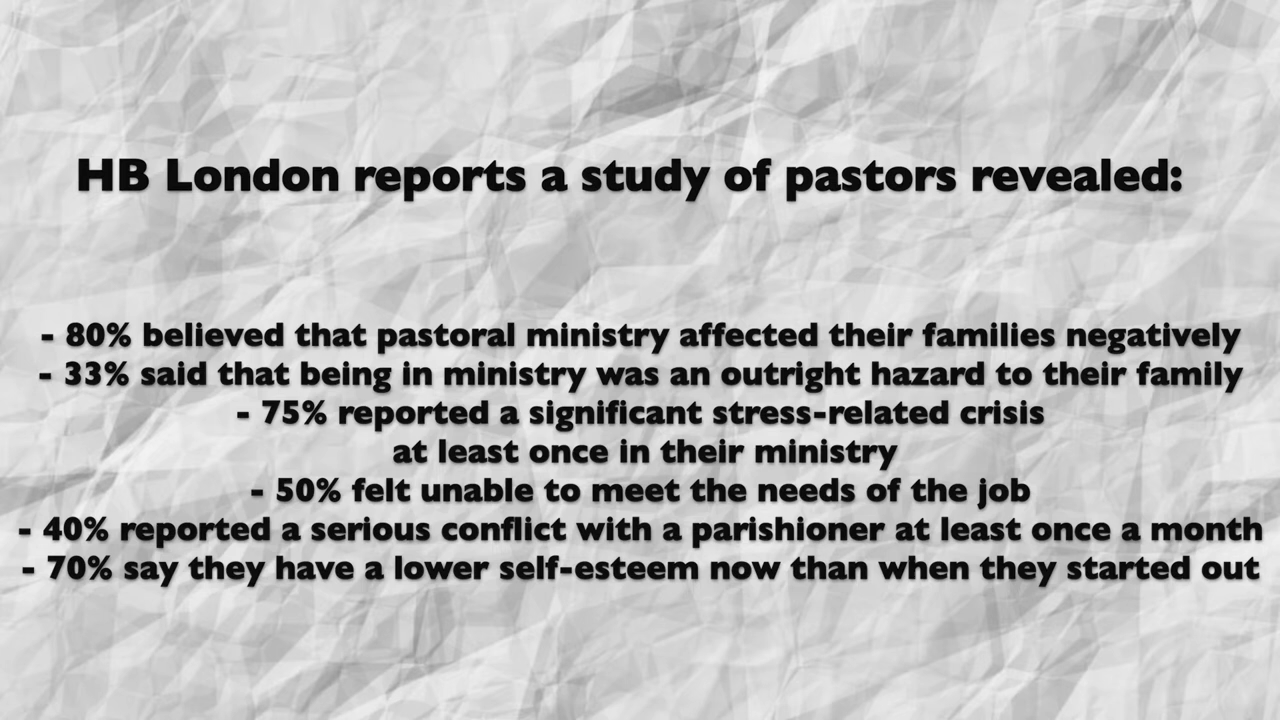 HB London reports a study of pastors revealed:
- 80% believed that pastoral ministry affected their families negatively
- 33% said that being in ministry was an outright hazard to their family
- 75% reported a significant stress-related crisis
at least once in their ministry
- 50% felt unable to meet the needs of the job
- 40% reported a serious conflict with a parishioner at least once a month
- 70% say they have a lower self-esteem now than when they started out